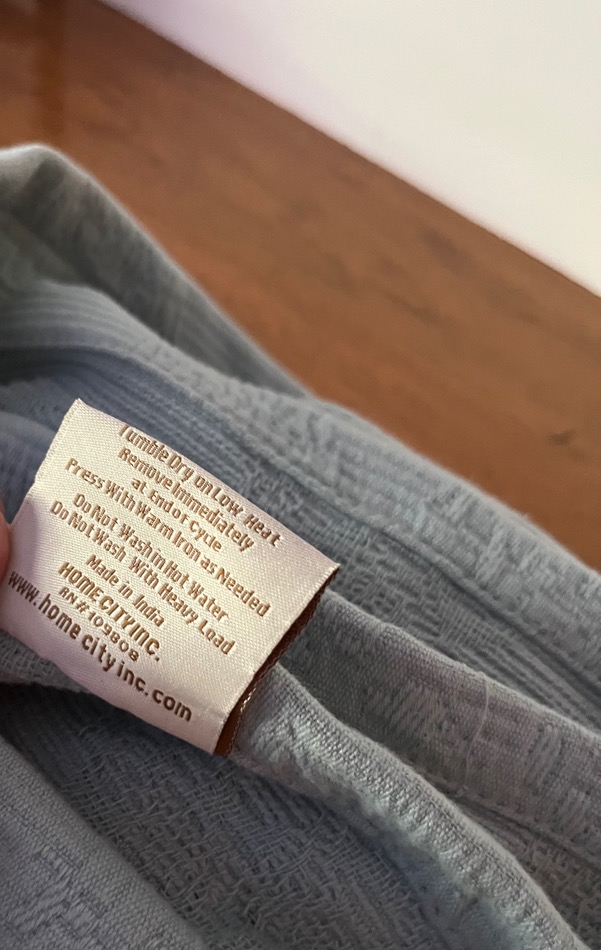 Tumble Dry on Low Heat
Remove Immediately
at End of Cycle
Press With Warm Iron as Needed
Do Not Wash in Hot Water
Do Not Wash With Heavy Load
Made in India
HOME CITY INC.
RN # 109808
www.homecityinc.com